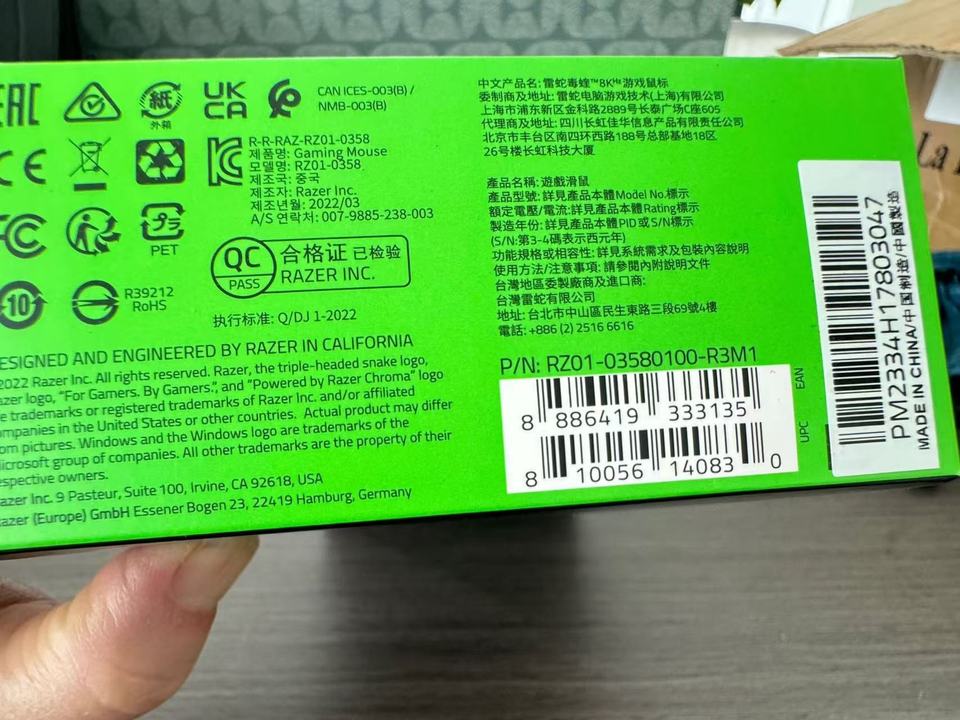 EAC
紙
外箱
UK
CA
CAN ICES-003(B) /
NMB-003(B)
CE
R-R-RAZ-RZ01-0358
제품명: Gaming Mouse
모델명: RZ01-0358
제조국: 중국
제조자: Razer Inc.
제조년월: 2022/03
A/S 연락처: 007-9885-238-003
FC
プラ
PET
QC
PASS
合格证 已检验
RAZER INC.
10
R39212
RoHS
执行标准: Q/DJ 1-2022
DESIGNED AND ENGINEERED BY RAZER IN CALIFORNIA
2022 Razer Inc. All rights reserved. Razer, the triple-headed snake logo,
Razer logo, "For Gamers. By Gamers.", and "Powered by Razer Chroma" logo
are trademarks or registered trademarks of Razer Inc. and/or affiliated
companies in the United States or other countries. Actual product may differ
from pictures. Windows and the Windows logo are trademarks of the
Microsoft group of companies. All other trademarks are the property of their
respective owners.
Razer Inc. 9 Pasteur, Suite 100, Irvine, CA 92618, USA
Razer (Europe) GmbH Essener Bogen 23, 22419 Hamburg, Germany
中文产品名: 雷蛇毒蝰™8KHz游戏鼠标
委制商及地址: 雷蛇电脑游戏技术(上海)有限公司
上海市浦东新区金科路2889号长泰广场C座605
代理商及地址: 四川长虹佳华信息产品有限责任公司
北京市丰台区南四环西路188号总部基地18区
26号楼长虹科技大厦
產品名稱: 遊戲滑鼠
產品型號: 詳見產品本體Model No.標示
額定電壓/電流:詳見產品本體Rating標示
製造年份: 詳見產品本體PID或S/N標示
(S/N:第3-4碼表示西元年)
功能規格或相容性: 詳見系統需求及包裝內容說明
使用方法/注意事項: 請參閱內附說明文件
台灣地區委製廠商及進口商:
台灣雷蛇有限公司
地址: 台北市中山區民生東路三段69號4樓
電話: +886 (2) 2516 6616
P/N: RZ01-03580100-R3M1
8 886419 333135
EAN
8 10056 14083 0
UPC
PM2334H17803047
MADE IN CHINA/中国制造/中國製造
La